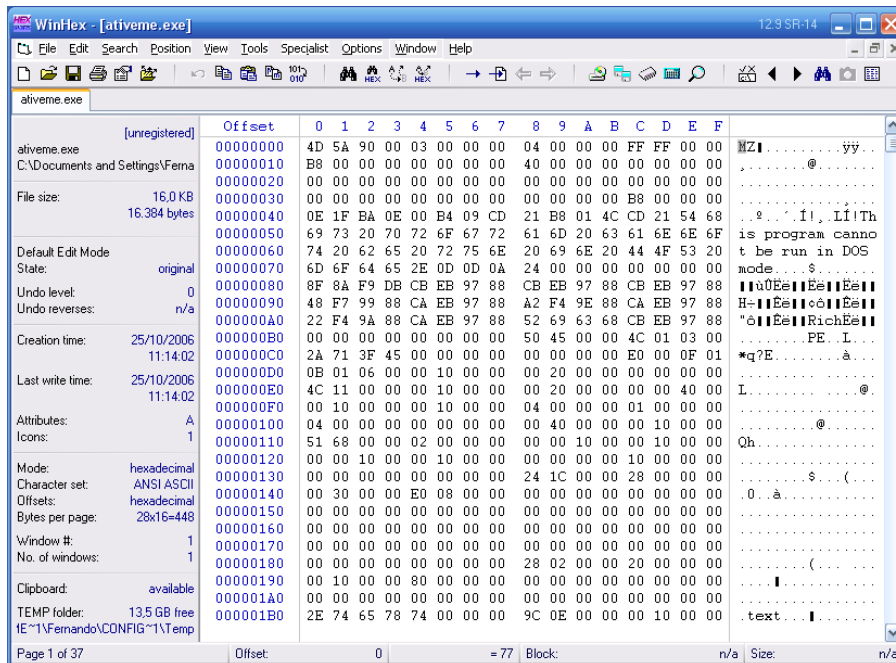 WinHex - [ativeme.exe] 12.9 SR-14
File Edit Search Position View Tools Specialist Options Window Help
ativeme.exe
[unregistered]
ativeme.exe
C:\Documents and Settings\Ferna
File size: 16,0 KB
16.384 bytes
Default Edit Mode
State: original
Undo level: 0
Undo reverses: n/a
Creation time: 25/10/2006
11:14:02
Last write time: 25/10/2006
11:14:02
Attributes: A
Icons: 1
Mode: hexadecimal
Character set: ANSI ASCII
Offsets: hexadecimal
Bytes per page: 28x16=448
Window #: 1
No. of windows: 1
Clipboard: available
TEMP folder: 13,5 GB free
1E~1\Fernando\CONFIG~1\Temp
Offset 0 1 2 3 4 5 6 7 8 9 A B C D E F
00000000 4D 5A 90 00 03 00 00 00 04 00 00 00 FF FF 00 00 MZ..........ÿÿ..
00000010 B8 00 00 00 00 00 00 00 40 00 00 00 00 00 00 00 ¸.......@.......
00000020 00 00 00 00 00 00 00 00 00 00 00 00 00 00 00 00 ................
00000030 00 00 00 00 00 00 00 00 00 00 00 00 B8 00 00 00 ............¸...
00000040 0E 1F BA 0E 00 B4 09 CD 21 B8 01 4C CD 21 54 68 ..º..´.Í!¸.LÍ!Th
00000050 69 73 20 70 72 6F 67 72 61 6D 20 63 61 6E 6E 6F is program canno
00000060 74 20 62 65 20 72 75 6E 20 69 6E 20 44 4F 53 20 t be run in DOS
00000070 6D 6F 64 65 2E 0D 0D 0A 24 00 00 00 00 00 00 00 mode....$.......
00000080 8F 8A F9 DB CB EB 97 88 CB EB 97 88 CB EB 97 88 ùÛËëËëËë
00000090 48 F7 99 88 CA EB 97 88 A2 F4 9E 88 CA EB 97 88 H÷Êë¢ôÊë
000000A0 22 F4 9A 88 CA EB 97 88 52 69 63 68 CB EB 97 88 "ôÊëRichËë
000000B0 00 00 00 00 00 00 00 00 50 45 00 00 4C 01 03 00 ........PE..L...
000000C0 2A 71 3F 45 00 00 00 00 00 00 00 00 E0 00 0F 01 *q?E........à...
000000D0 0B 01 06 00 00 10 00 00 00 20 00 00 00 00 00 00 ......... ......
000000E0 4C 11 00 00 00 10 00 00 00 20 00 00 00 00 40 00 L........ ....@.
000000F0 00 10 00 00 00 10 00 00 04 00 00 00 01 00 00 00 ................
00000100 04 00 00 00 00 00 00 00 00 40 00 00 00 10 00 00 .........@......
00000110 51 68 00 00 02 00 00 00 00 00 10 00 00 10 00 00 Qh..............
00000120 00 00 10 00 00 10 00 00 00 00 00 00 10 00 00 00 ................
00000130 00 00 00 00 00 00 00 00 24 1C 00 00 28 00 00 00 ........$...(...
00000140 00 30 00 00 E0 08 00 00 00 00 00 00 00 00 00 00 .0..à...........
00000150 00 00 00 00 00 00 00 00 00 00 00 00 00 00 00 00 ................
00000160 00 00 00 00 00 00 00 00 00 00 00 00 00 00 00 00 ................
00000170 00 00 00 00 00 00 00 00 00 00 00 00 00 00 00 00 ................
00000180 00 00 00 00 00 00 00 00 28 02 00 00 20 00 00 00 ........(... ...
00000190 00 10 00 00 80 00 00 00 00 00 00 00 00 00 00 00 ................
000001A0 00 00 00 00 00 00 00 00 00 00 00 00 00 00 00 00 ................
000001B0 2E 74 65 78 74 00 00 00 9C 0E 00 00 00 10 00 00 .text...........
Page 1 of 37 Offset: 0 = 77 Block: n/a Size: n/a